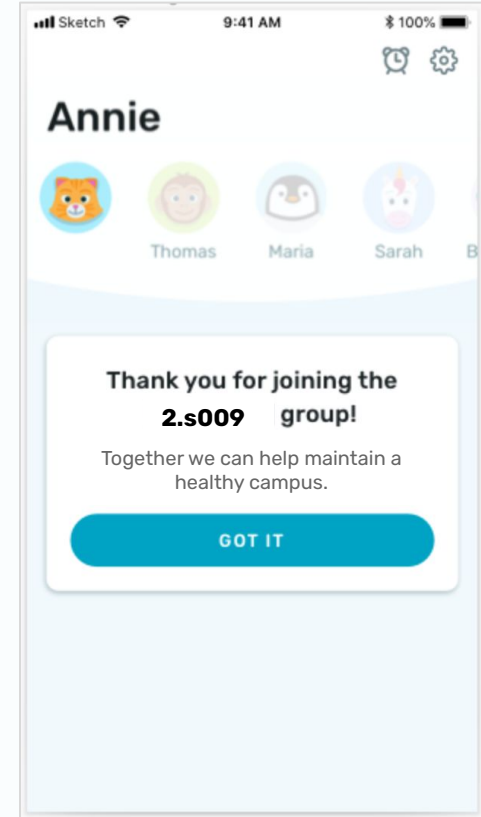 Sketch 9:41 AM 100%
Annie
Thomas Maria Sarah B
Thank you for joining the
2.s009 group!
Together we can help maintain a
healthy campus.
GOT IT